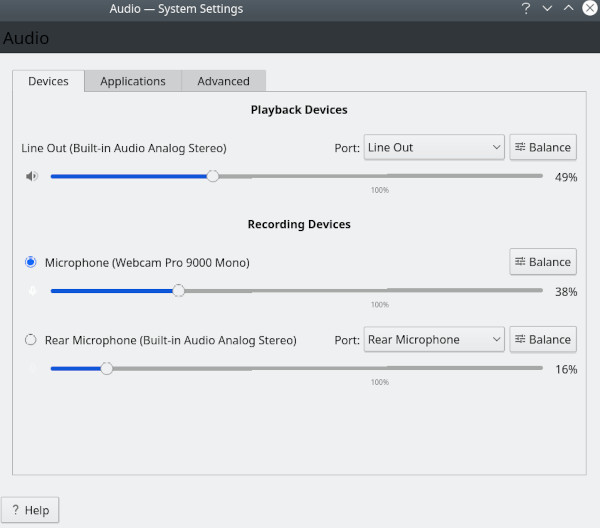 Audio — System Settings
Audio
Devices Applications Advanced
Playback Devices
Line Out (Built-in Audio Analog Stereo) Port: Line Out Balance
49%
100%
Recording Devices
Microphone (Webcam Pro 9000 Mono) Balance
38%
100%
Rear Microphone (Built-in Audio Analog Stereo) Port: Rear Microphone Balance
16%
100%
? Help